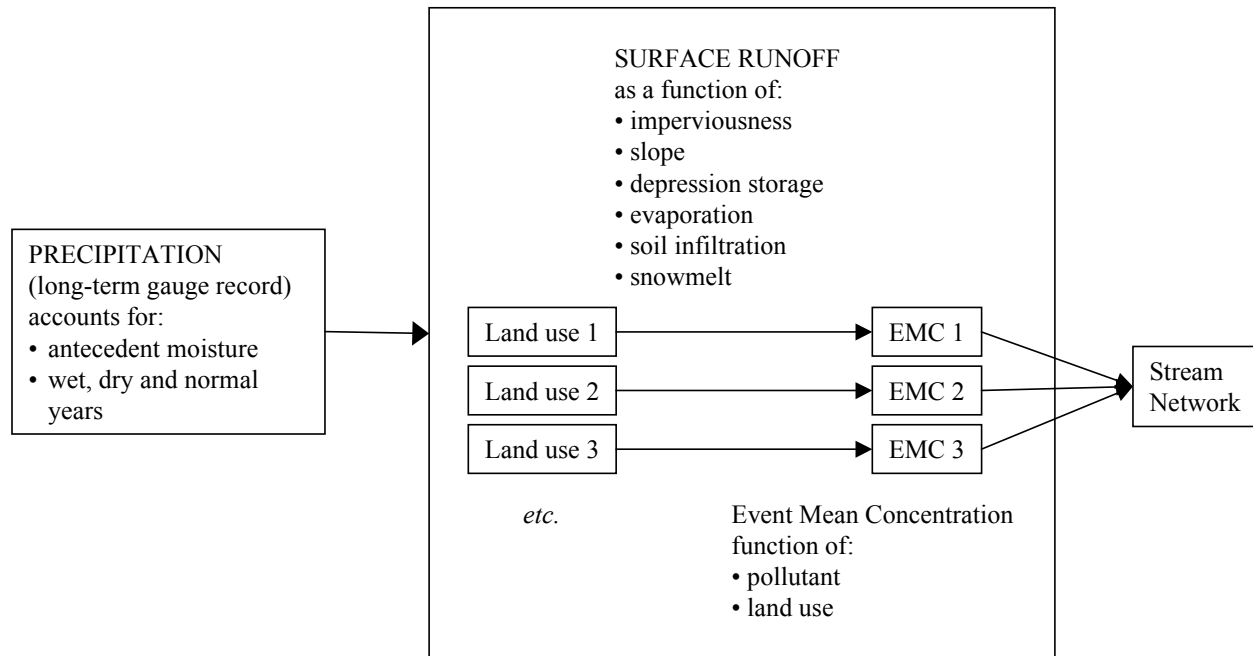 PRECIPITATION
(long-term gauge record)
accounts for:
• antecedent moisture
• wet, dry and normal
years
SURFACE RUNOFF
as a function of:
• imperviousness
• slope
• depression storage
• evaporation
• soil infiltration
• snowmelt
Land use 1
EMC 1
Land use 2
EMC 2
Land use 3
EMC 3
etc.
Event Mean Concentration
function of:
• pollutant
• land use
Stream
Network